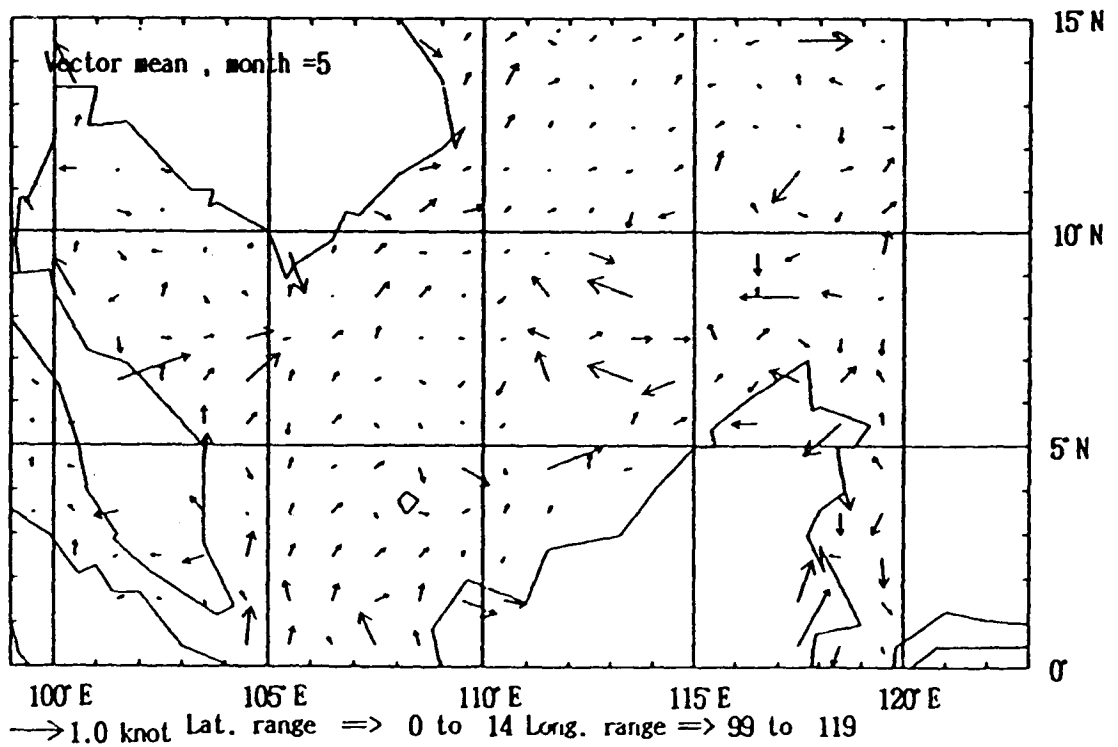 15° N
Vector mean , month =5
10° N
5° N
0°
100° E 105° E 110° E 115° E 120° E
1.0 knot Lat. range => 0 to 14 Long. range => 99 to 119